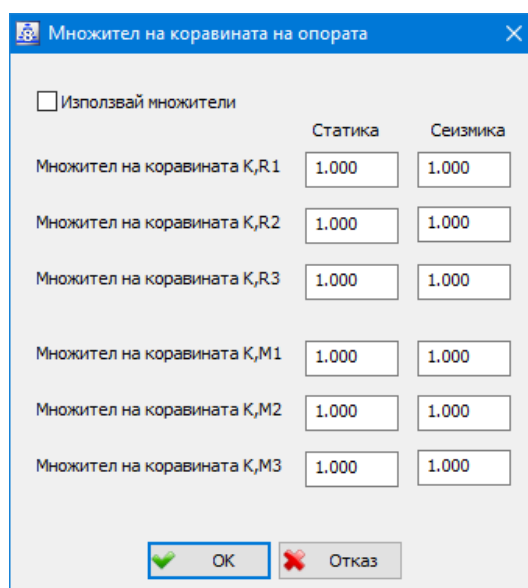 Множител на коравината на опората
Използвай множители
Статика Сеизмика
Множител на коравината K,R1 1.000 1.000
Множител на коравината K,R2 1.000 1.000
Множител на коравината K,R3 1.000 1.000
Множител на коравината K,M1 1.000 1.000
Множител на коравината K,M2 1.000 1.000
Множител на коравината K,M3 1.000 1.000
OK Отказ